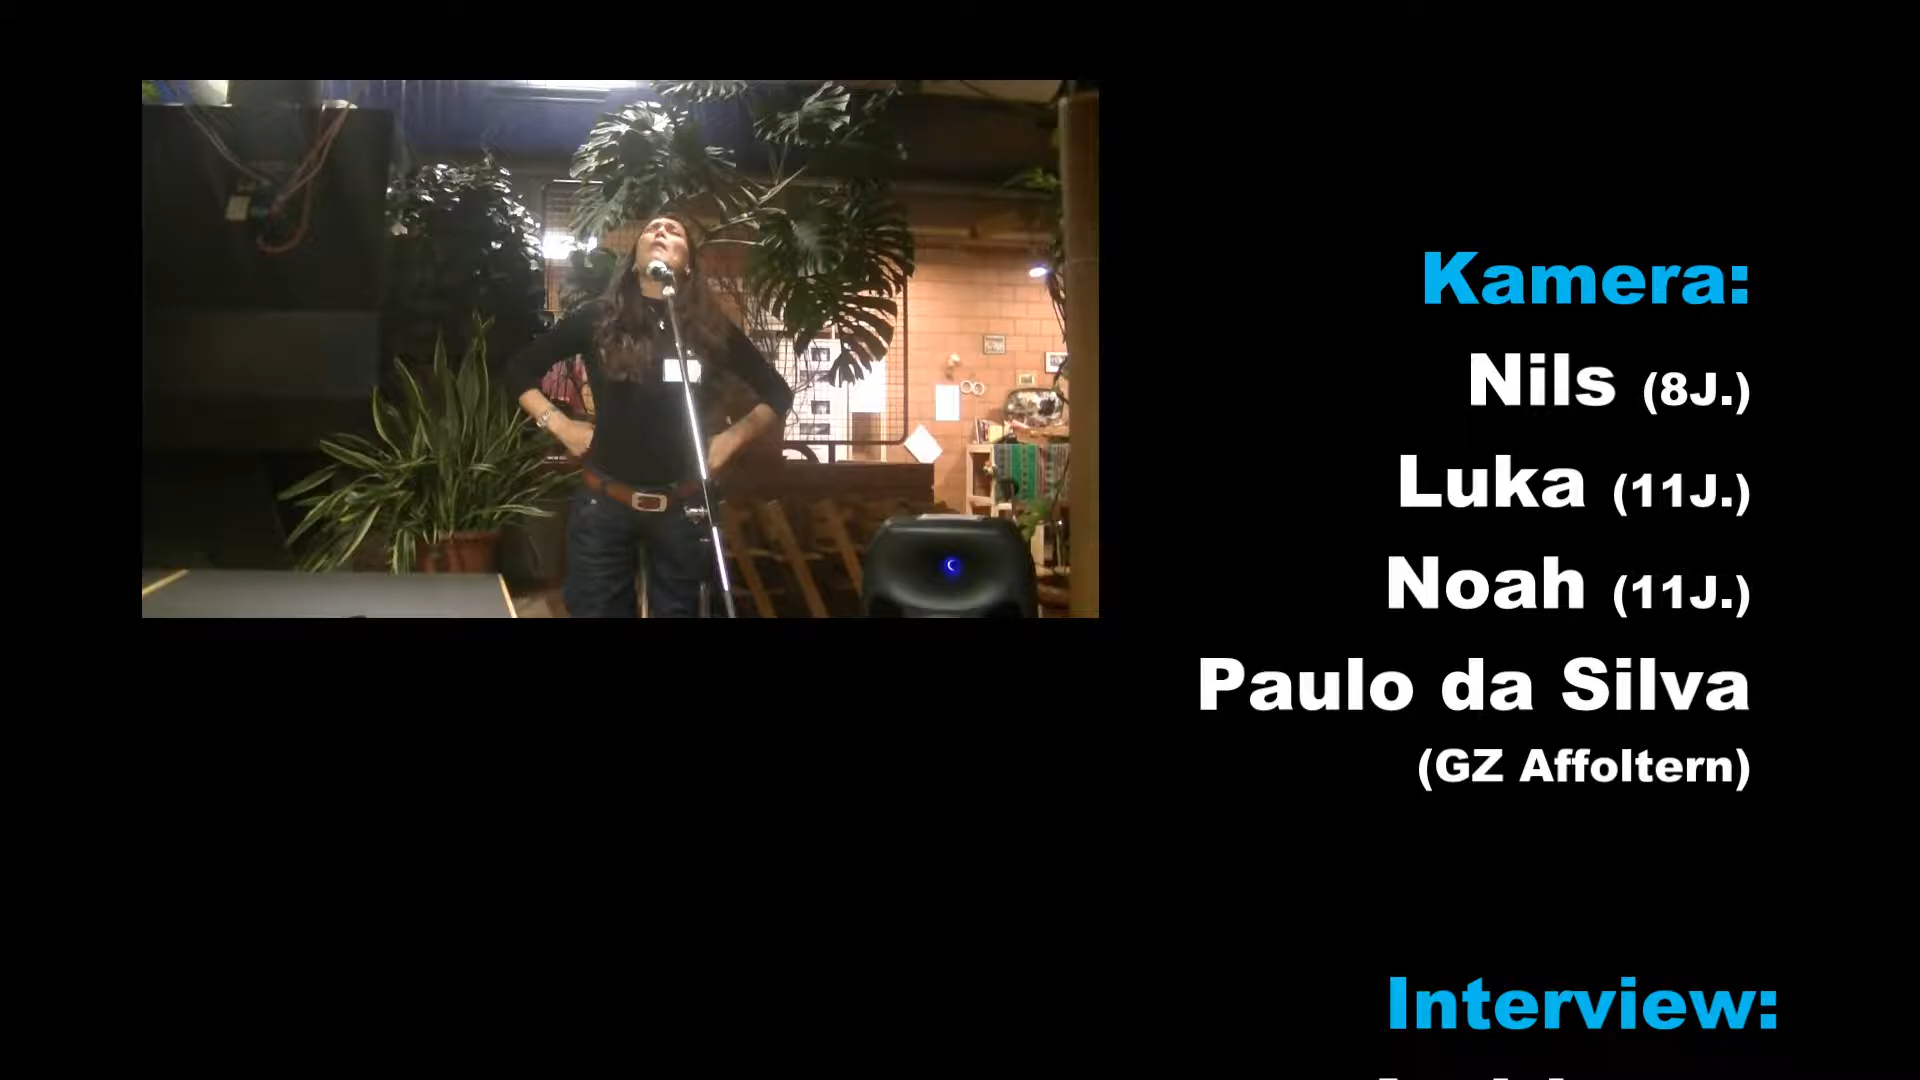 Kamera:
Nils (8J.)
Luka (11J.)
Noah (11J.)
Paulo da Silva
(GZ Affoltern)
Interview: